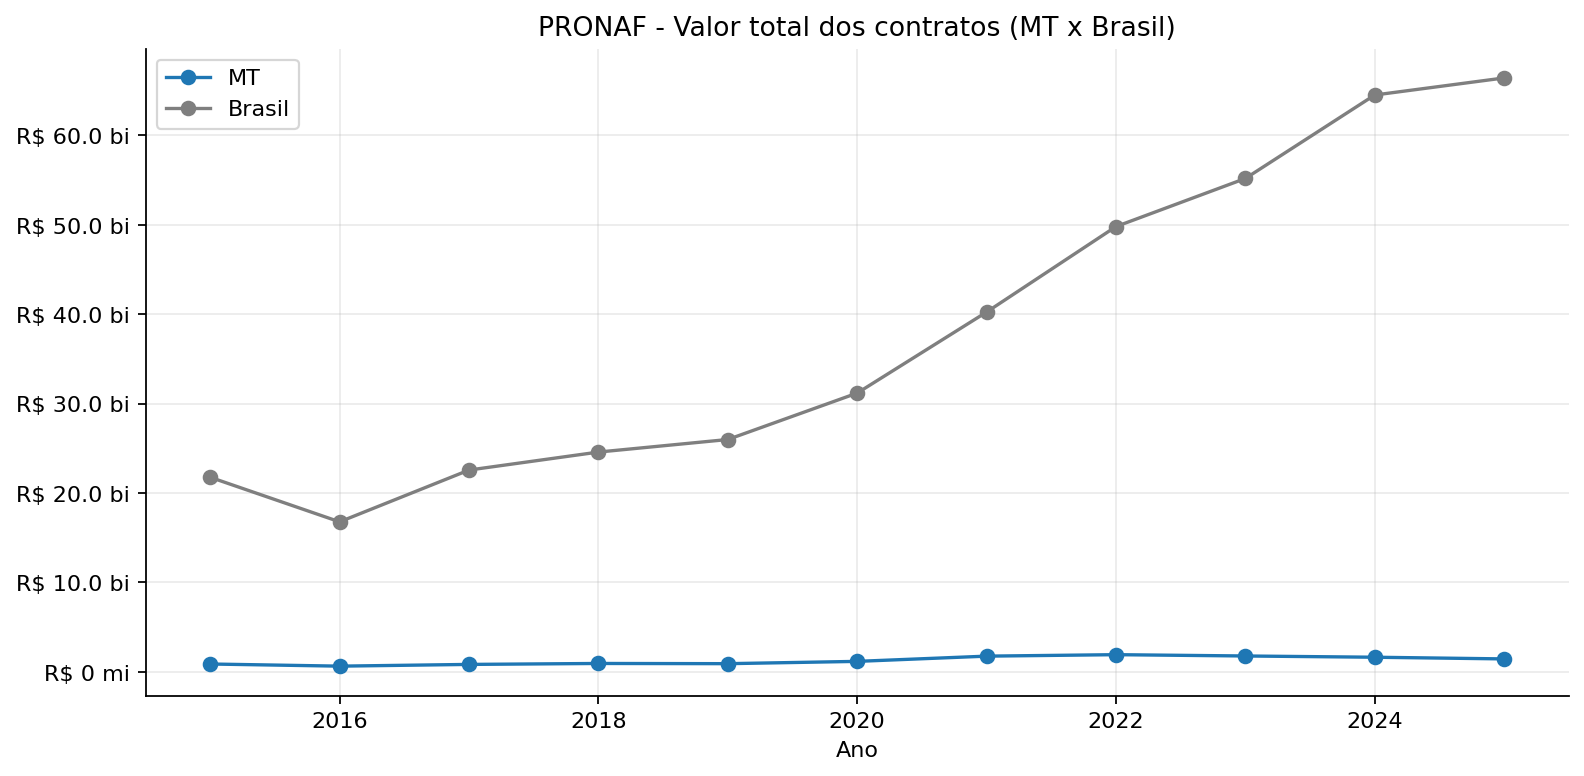 PRONAF - Valor total dos contratos (MT x Brasil)
MT
Brasil
R$ 60.0 bi
R$ 50.0 bi
R$ 40.0 bi
R$ 30.0 bi
R$ 20.0 bi
R$ 10.0 bi
R$ 0 mi
2016 2018 2020 2022 2024
Ano